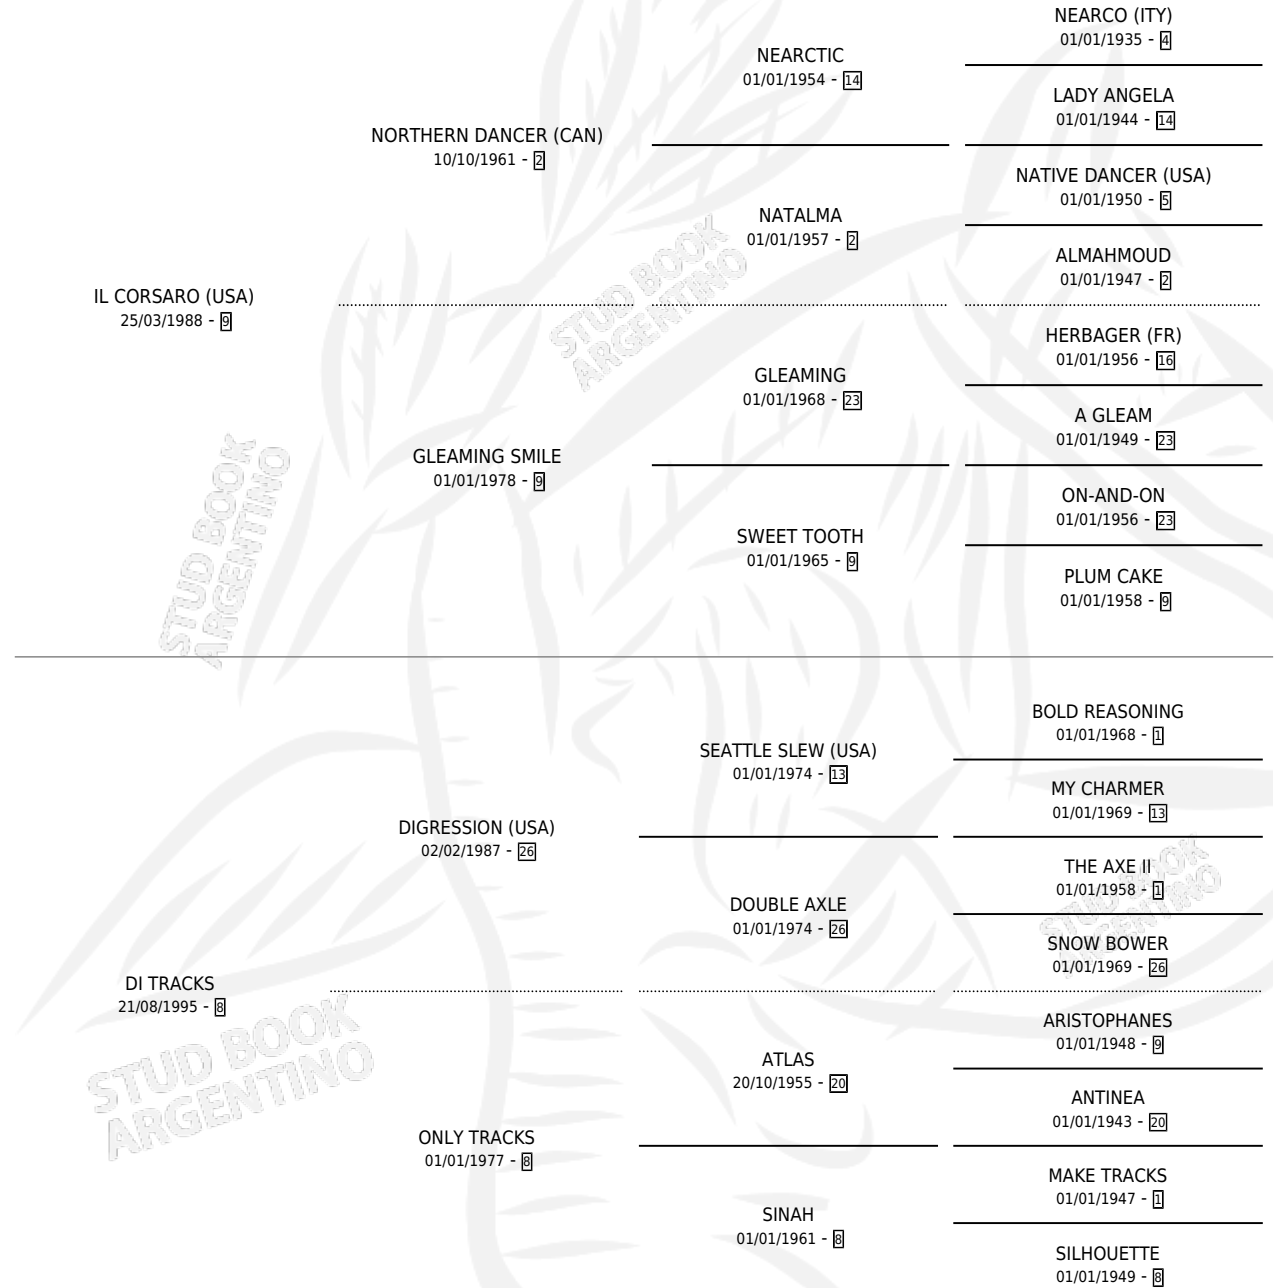 NEARCO (ITY)
01/01/1935 - 4
NEARCTIC
01/01/1954 - 14
LADY ANGELA
01/01/1944 - 14
NORTHERN DANCER (CAN)
10/10/1961 - 2
NATIVE DANCER (USA)
01/01/1950 - 5
NATALMA
01/01/1957 - 2
ALMAHMOUD
01/01/1947 - 2
IL CORSARO (USA)
25/03/1988 - 9
HERBAGER (FR)
01/01/1956 - 16
GLEAMING
01/01/1968 - 23
A GLEAM
01/01/1949 - 23
GLEAMING SMILE
01/01/1978 - 9
ON-AND-ON
01/01/1956 - 23
SWEET TOOTH
01/01/1965 - 9
PLUM CAKE
01/01/1958 - 9
STUD BOOK
ARGENTINO
STUD BOOK
ARGENTINO
BOLD REASONING
01/01/1968 - 1
SEATTLE SLEW (USA)
01/01/1974 - 13
MY CHARMER
01/01/1969 - 13
DIGRESSION (USA)
02/02/1987 - 26
THE AXE II
01/01/1958 - 1
DOUBLE AXLE
01/01/1974 - 26
SNOW BOWER
01/01/1969 - 26
STUD BOOK
ARGENTINO
DI TRACKS
21/08/1995 - 8
ARISTOPHANES
01/01/1948 - 9
ATLAS
20/10/1955 - 20
ANTINEA
01/01/1943 - 20
STUD BOOK
ARGENTINO
ONLY TRACKS
01/01/1977 - 8
MAKE TRACKS
01/01/1947 - 1
SINAH
01/01/1961 - 8
SILHOUETTE
01/01/1949 - 8